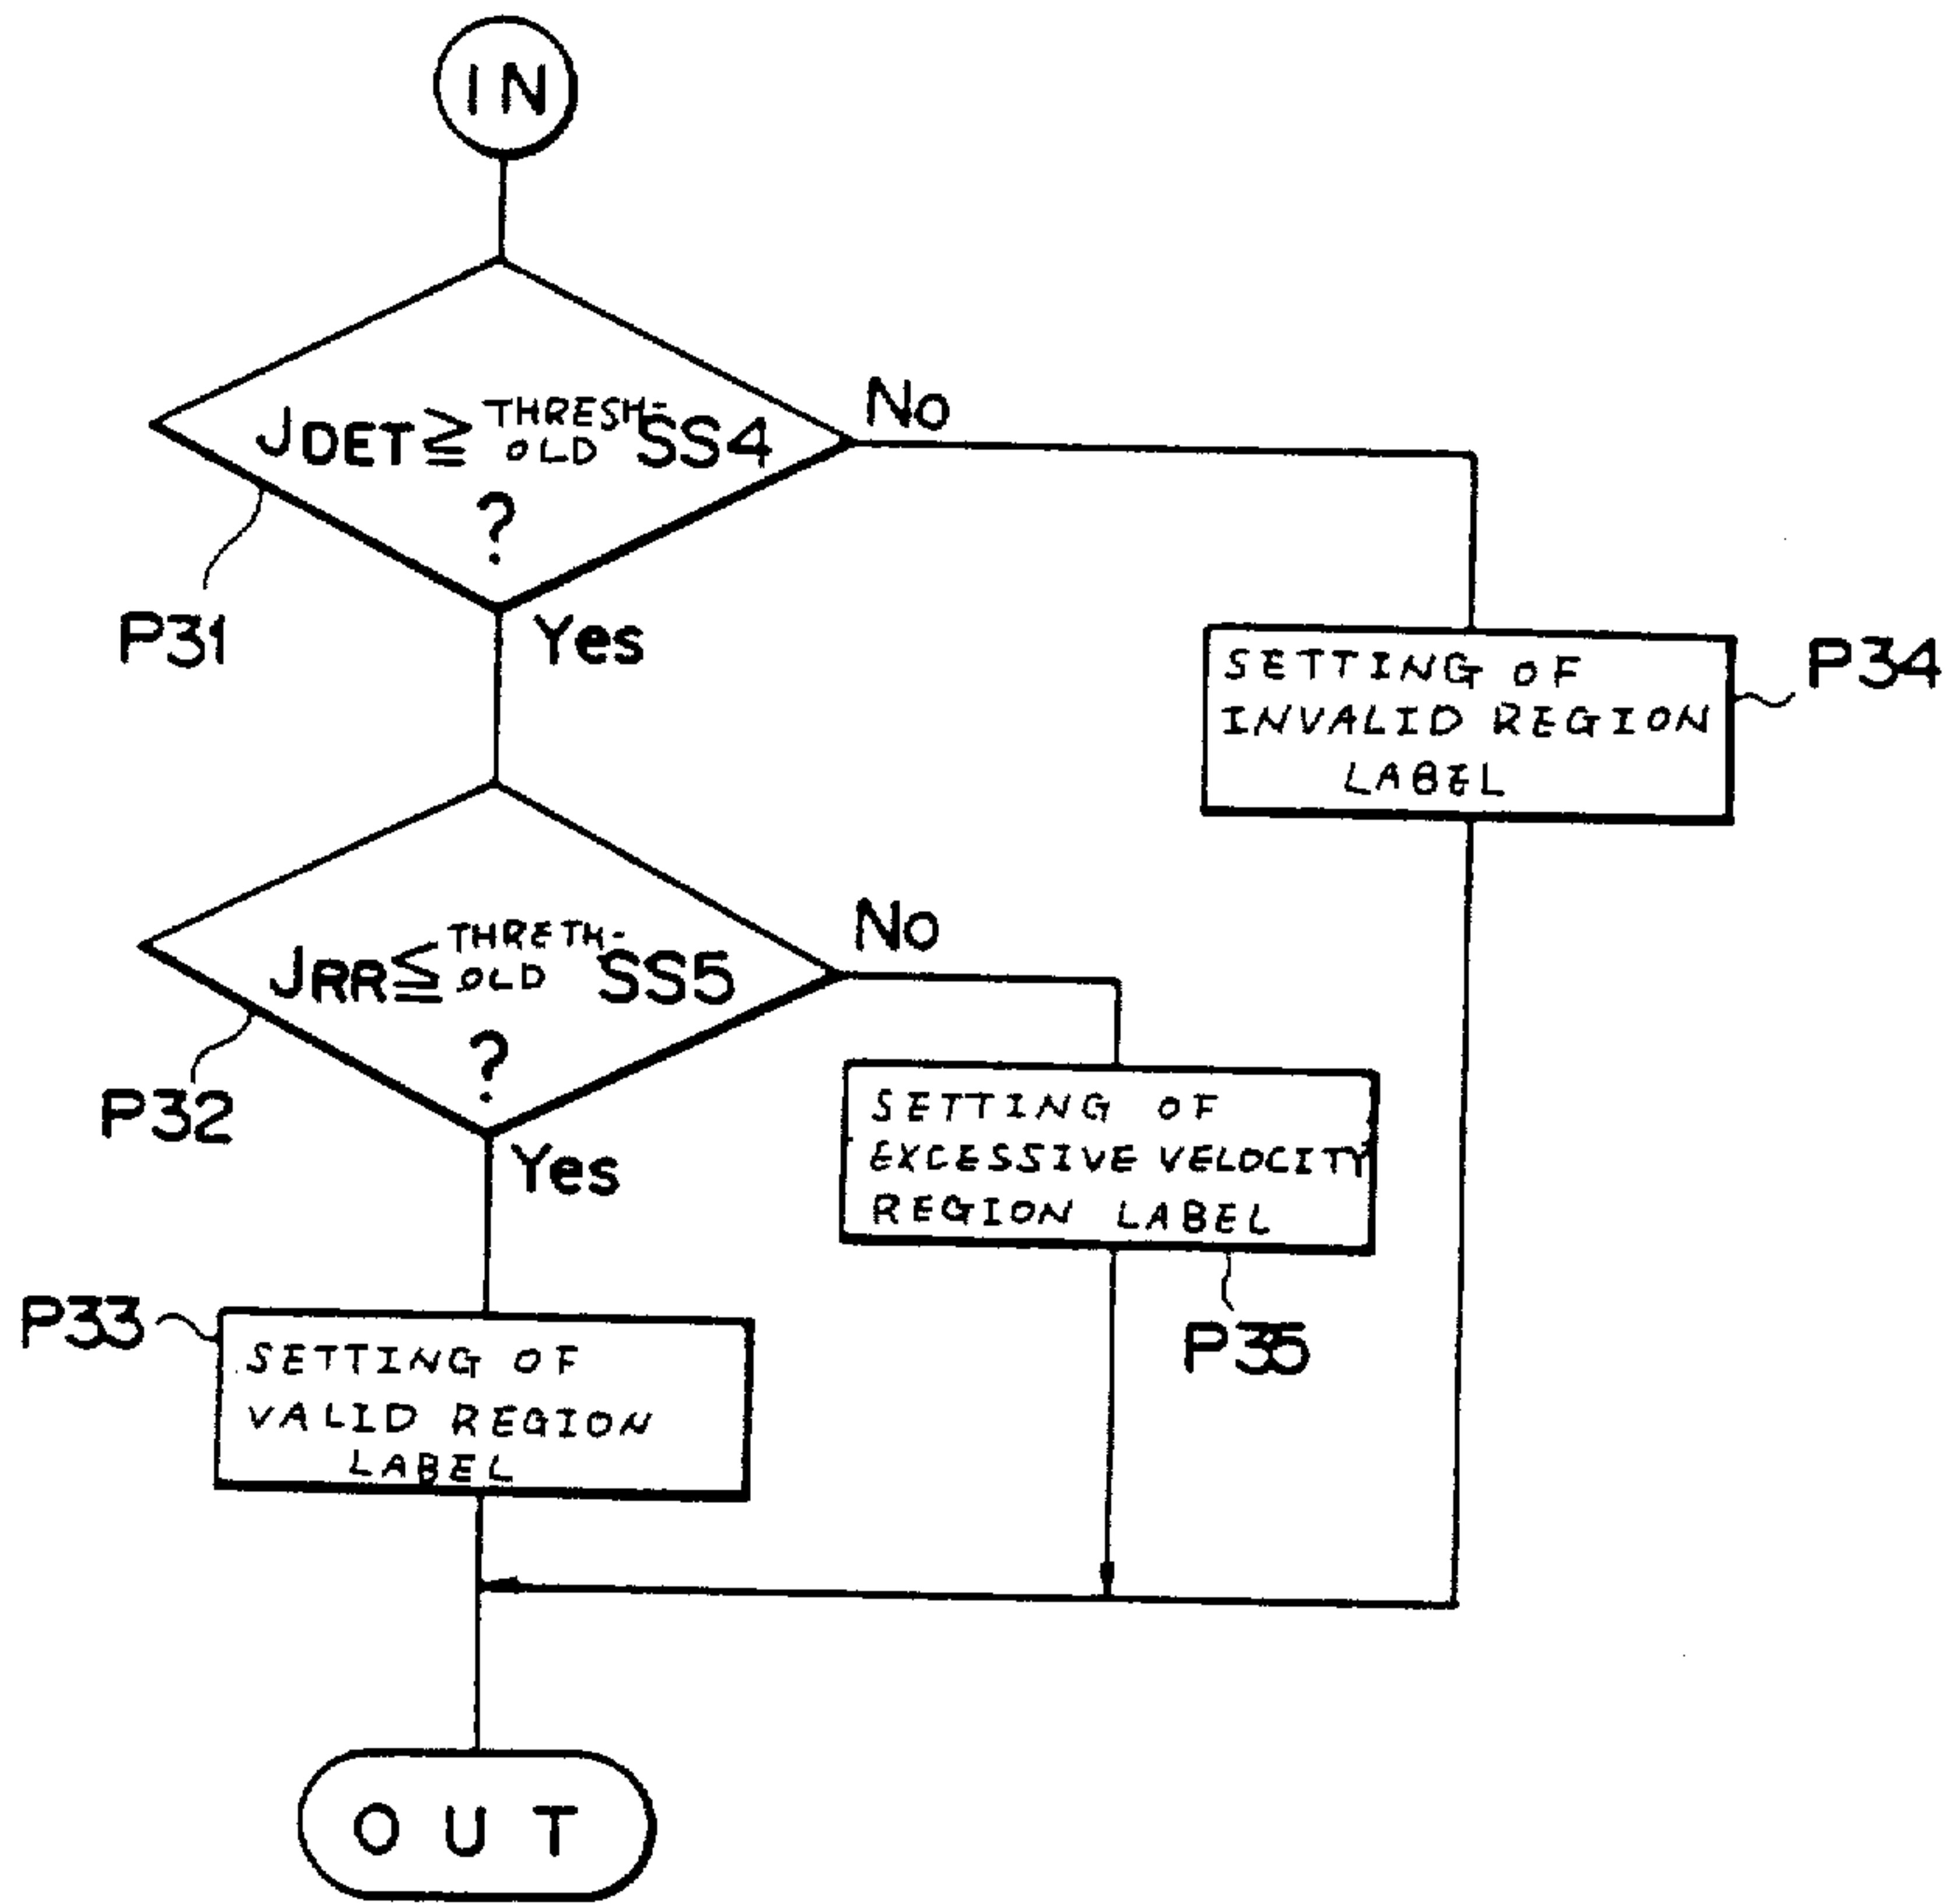 IN
JDET≧ THRESH-OLD SS4
?
No
P31
Yes
SETTING OF
INVALID REGION
LABEL
P34
JRR≦ THRETH-OLD SS5
?
No
P32
Yes
SETTING OF
EXCESSIVE VELOCITY
REGION LABEL
P35
P33
SETTING OF
VALID REGION
LABEL
OUT